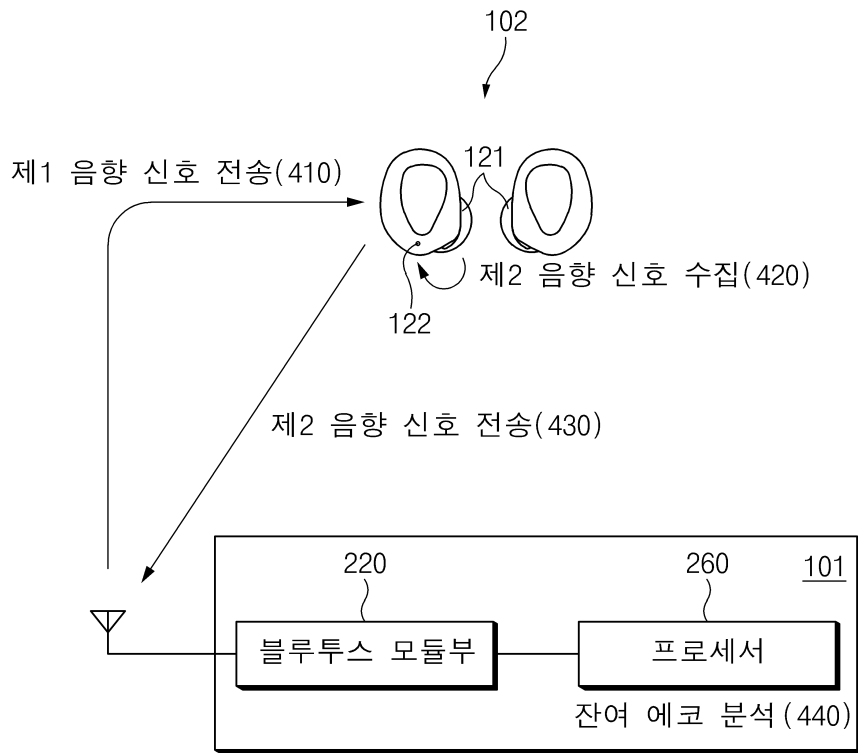 102
제1 음향 신호 전송(410)
121
제2 음향 신호 수집(420)
122
제2 음향 신호 전송(430)
220
260
101
블루투스 모듈부
프로세서
잔여 에코 분석(440)